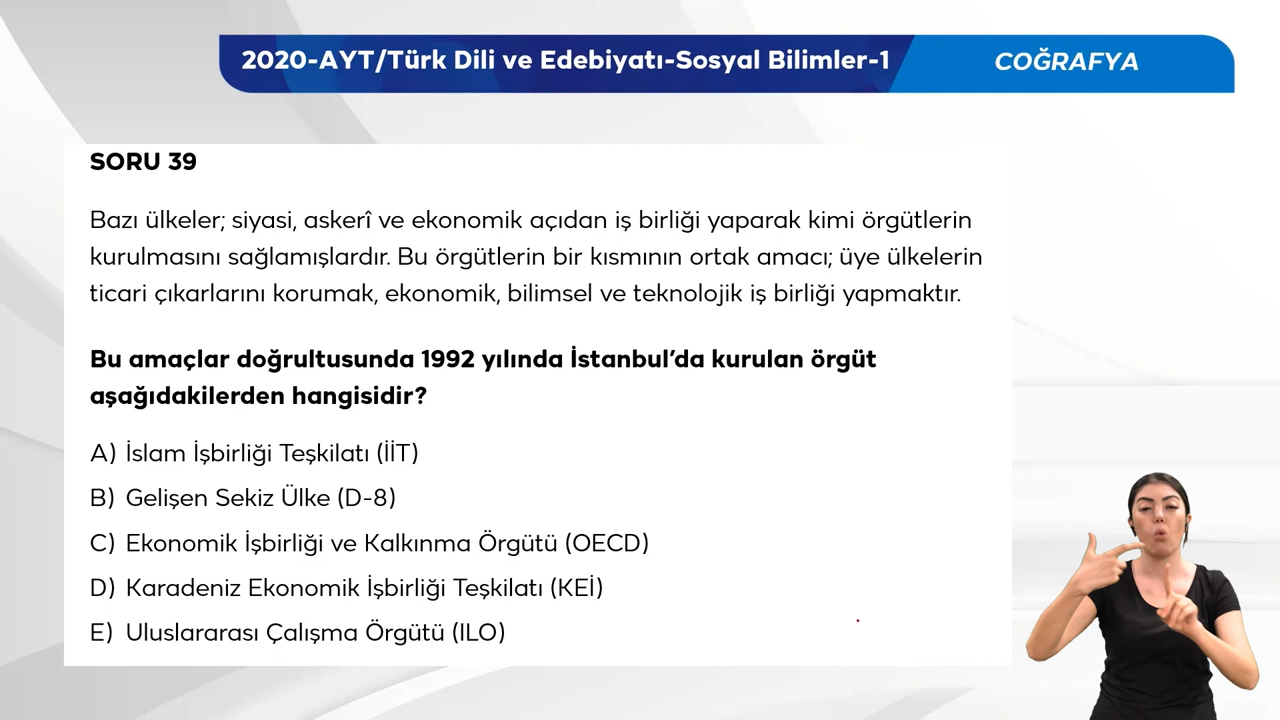 2020-AYT/Türk Dili ve Edebiyatı-Sosyal Bilimler-1
COĞRAFYA
SORU 39
Bazı ülkeler; siyasi, askerî ve ekonomik açıdan iş birliği yaparak kimi örgütlerin
kurulmasını sağlamışlardır. Bu örgütlerin bir kısmının ortak amacı; üye ülkelerin
ticari çıkarlarını korumak, ekonomik, bilimsel ve teknolojik iş birliği yapmaktır.
Bu amaçlar doğrultusunda 1992 yılında İstanbul’da kurulan örgüt
aşağıdakilerden hangisidir?
A) İslam İşbirliği Teşkilatı (İİT)
B) Gelişen Sekiz Ülke (D-8)
C) Ekonomik İşbirliği ve Kalkınma Örgütü (OECD)
D) Karadeniz Ekonomik İşbirliği Teşkilatı (KEİ)
E) Uluslararası Çalışma Örgütü (ILO)